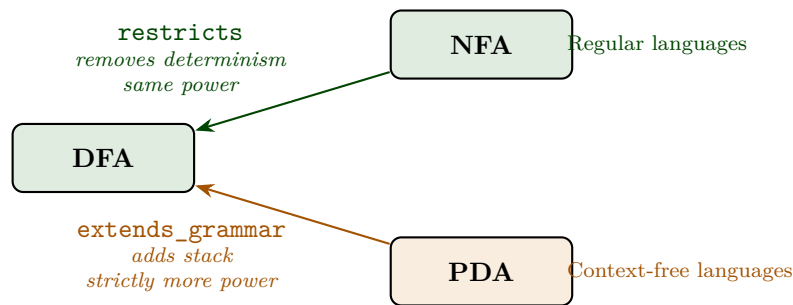 restricts
removes determinism
same power
NFA
Regular languages
DFA
extends_grammar
adds stack
strictly more power
PDA
Context-free languages